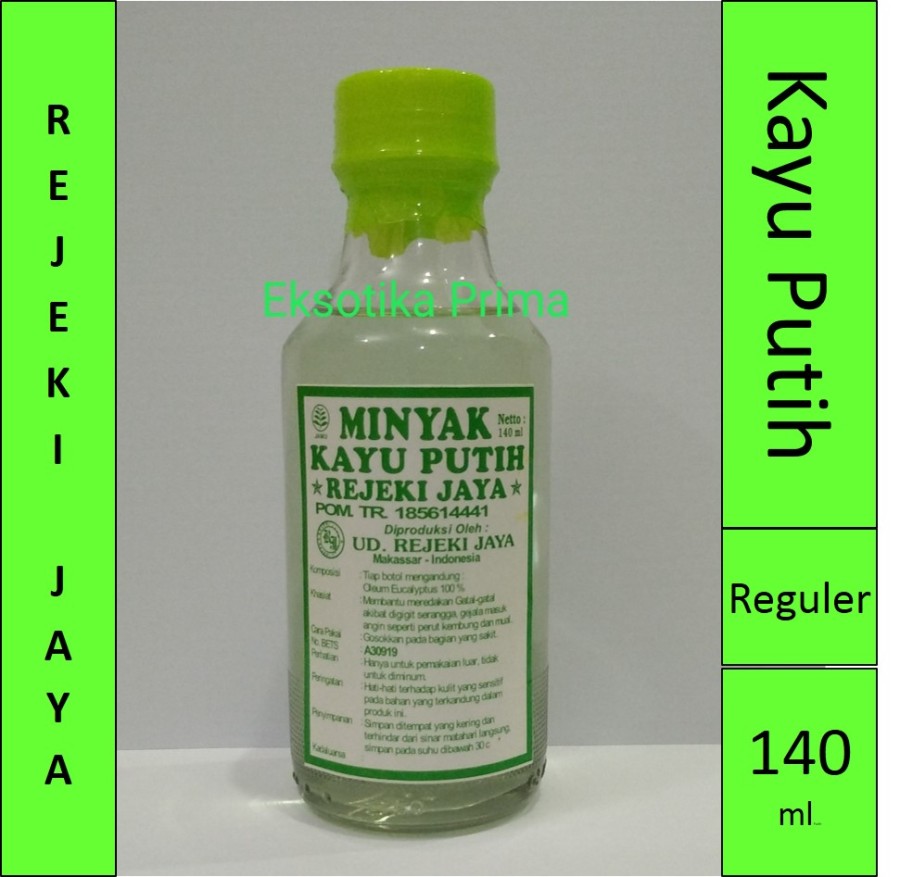 REJEKI JAYA
Eksotika Prima
JAMU
MINYAK
Netto :
140 ml
KAYU PUTIH
REJEKI JAYA
POM. TR. 185614441
Diproduksi Oleh :
UD. REJEKI JAYA
Makassar - Indonesia
Komposisi : Tiap botol mengandung :
Oleum Eucalyptus 100 %
Khasiat : Membantu meredakan Gatal-gatal
akibat digigit serangga, gejala masuk
angin seperti perut kembung dan mual.
Cara Pakai : Gosokkan pada bagian yang sakit.
No. BETS : A30919
Perhatian : Hanya untuk pemakaian luar, tidak
untuk diminum.
Peringatan : Hati-hati terhadap kulit yang sensitif
pada bahan yang terkandung dalam
produk ini.
Penyimpanan : Simpan ditempat yang kering dan
terhindar dari sinar matahari langsung,
simpan pada suhu dibawah 30 c
Kadaluarsa
Kayu Putih
Reguler
140
ml